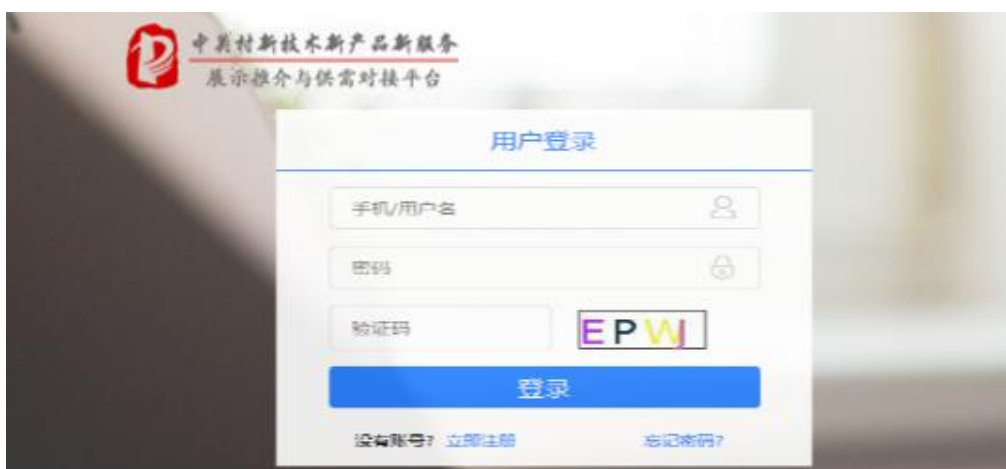 中关村新技术新产品新服务
展示推介与供需对接平台
用户登录
手机/用户名
密码
验证码
EPWJ
登录
没有账号? 立即注册 忘记密码?